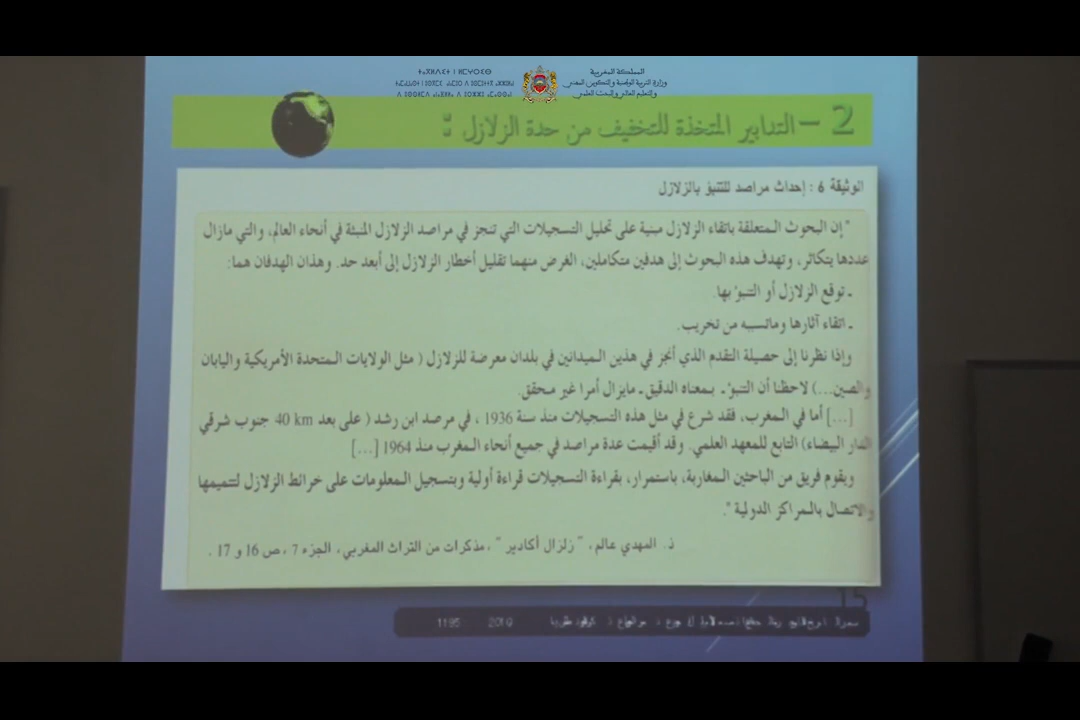 المملكة المغربية
وزارة التربية الوطنية والتكوين المهني
والتعليم العالي والبحث العلمي
2 – التدابير المتخذة للتخفيف من حدة الزلازل :
الوثيقة 6 : إحداث مراصد للتنبؤ بالزلازل
" إن البحوث المتعلقة باتقاء الزلازل مبنية على تحليل التسجيلات التي تنجز في مراصد الزلازل المنبثة في أنحاء العالم، والتي مازال
عددها يتكاثر، وتهدف هذه البحوث إلى هدفين متكاملين، الغرض منهما تقليل أخطار الزلازل إلى أبعد حد. وهذان الهدفان هما:
ـ توقع الزلازل أو التنبؤ بها.
ـ اتقاء آثارها وماتسببه من تخريب.
وإذا نظرنا إلى حصيلة التقدم الذي أنجز في هذين الميدانين في بلدان معرضة للزلازل ( مثل الولايات المتحدة الأمريكية واليابان
والصين...) لاحظنا أن التنبؤ ـ بمعناه الدقيق ـ مايزال أمرا غير محقق.
[...] أما في المغرب، فقد شرع في مثل هذه التسجيلات منذ سنة 1936 ، في مرصد ابن رشد ( على بعد 40 km جنوب شرقي
الدار البيضاء) التابع للمعهد العلمي. وقد أقيمت عدة مراصد في جميع أنحاء المغرب منذ 1964 [...]
ويقوم فريق من الباحثين المغاربة، باستمرار، بقراءة التسجيلات قراءة أولية وبتسجيل المعلومات على خرائط الزلازل لتتميمها
والاتصال بالمراكز الدولية ".
ذ. المهدي عالم، " زلزال أكادير " ، مذكرات من التراث المغربي، الجزء 7 ، ص 16 و 17 .
15